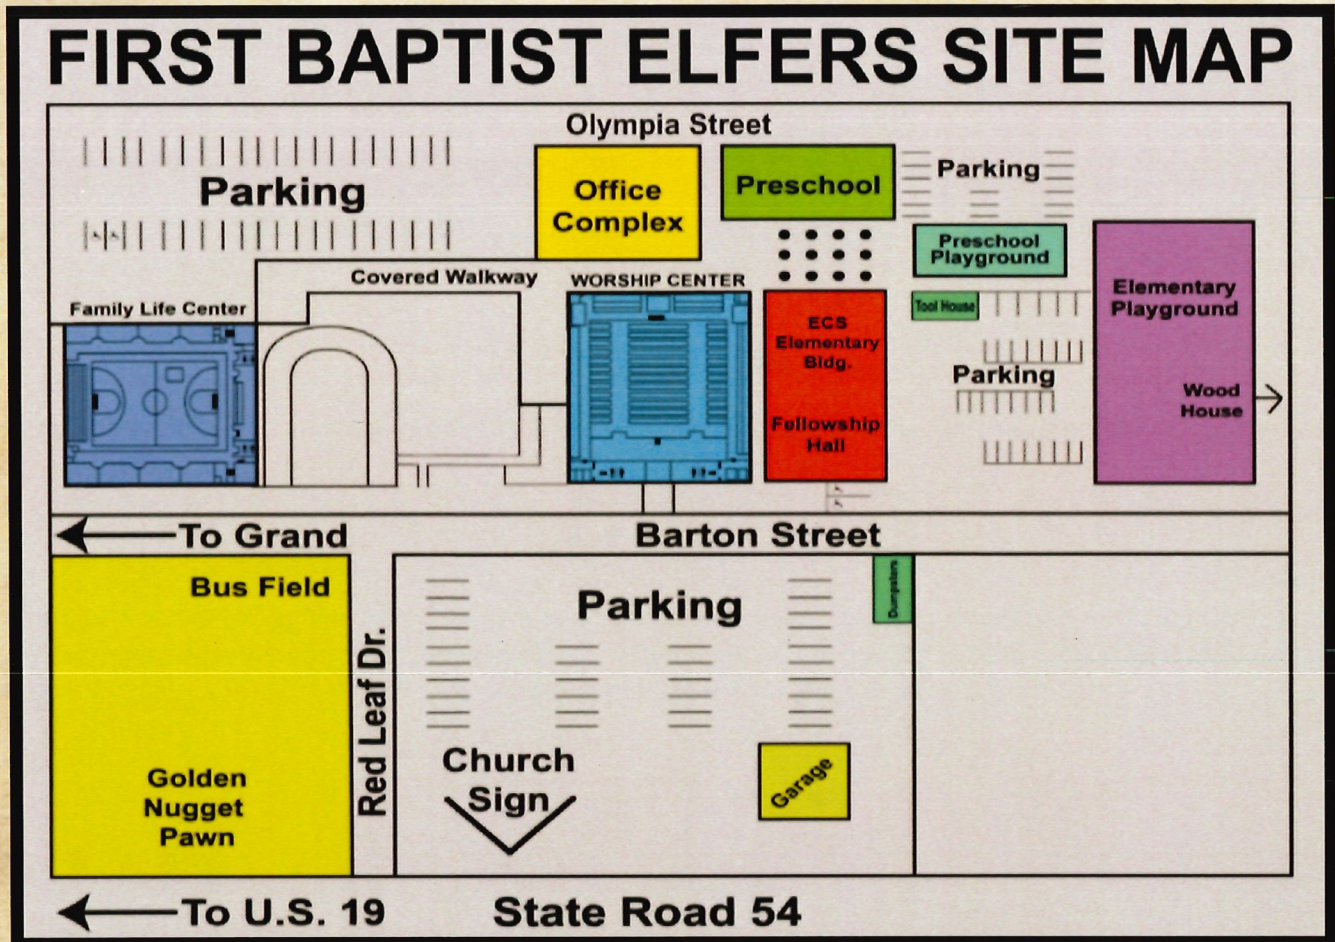 FIRST BAPTIST ELFERS SITE MAP
Olympia Street
Parking
Office
Complex
Preschool
Parking
Preschool
Playground
Covered Walkway
WORSHIP CENTER
Family Life Center
Tool House
Elementary
Playground
ECS
Elementary
Bldg.
Parking
Wood
House
Fellowship
Hall
To Grand
Barton Street
Bus Field
Parking
Dumpsters
Red Leaf Dr.
Golden
Nugget
Pawn
Church
Sign
Garage
To U.S. 19
State Road 54